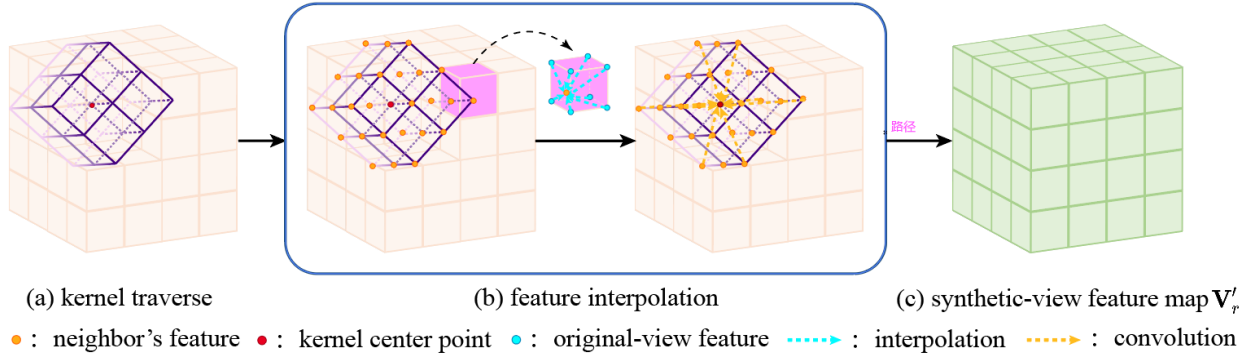 路径
(a) kernel traverse
(b) feature interpolation
(c) synthetic-view feature map V′ᵣ
: neighbor's feature : kernel center point : original-view feature : interpolation : convolution